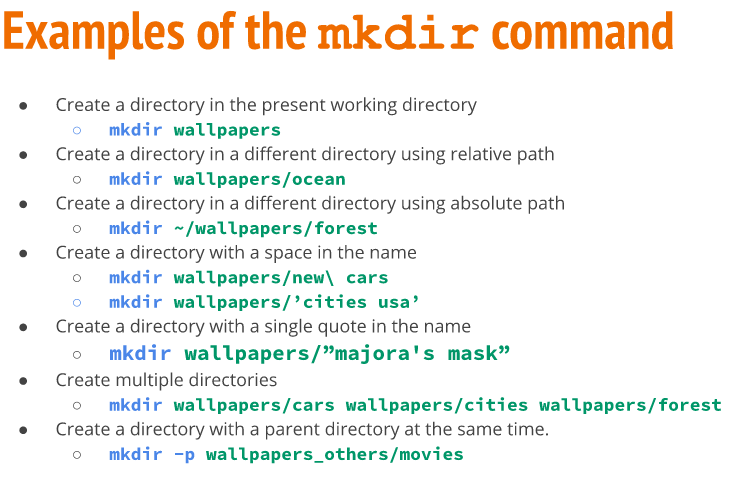 Examples of the mkdir command
● Create a directory in the present working directory
○ mkdir wallpapers
● Create a directory in a different directory using relative path
○ mkdir wallpapers/ocean
● Create a directory in a different directory using absolute path
○ mkdir ~/wallpapers/forest
● Create a directory with a space in the name
○ mkdir wallpapers/new\ cars
○ mkdir wallpapers/’cities usa’
● Create a directory with a single quote in the name
○ mkdir wallpapers/”majora's mask”
● Create multiple directories
○ mkdir wallpapers/cars wallpapers/cities wallpapers/forest
● Create a directory with a parent directory at the same time.
○ mkdir -p wallpapers_others/movies